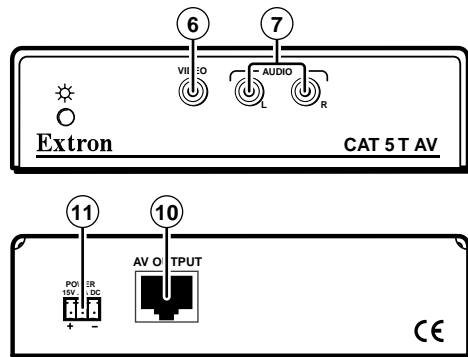 6 7
VIDEO AUDIO
L R
Extron CAT 5 T AV
11 10
AV OUTPUT
POWER
15V DC
+ −
CE